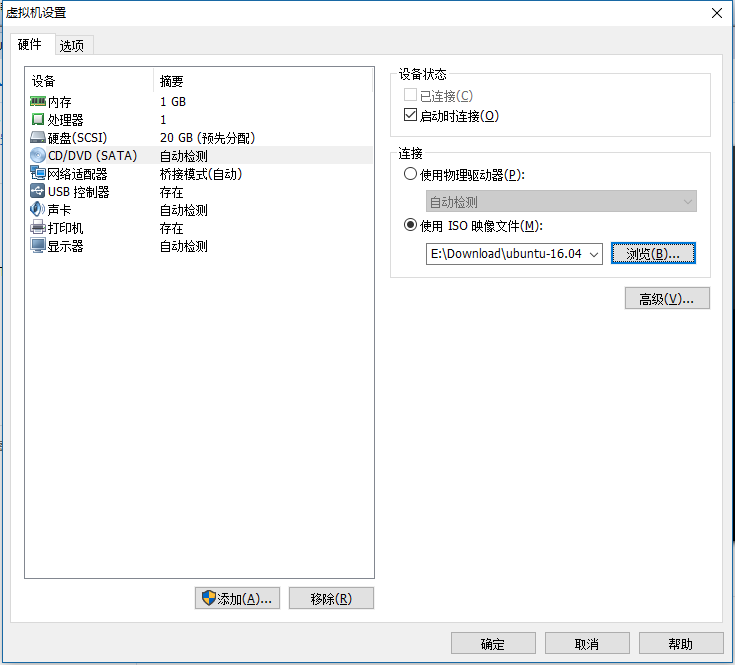 虚拟机设置
硬件 选项
设备 摘要
内存 1 GB
处理器 1
硬盘(SCSI) 20 GB (预先分配)
CD/DVD (SATA) 自动检测
网络适配器 桥接模式(自动)
USB 控制器 存在
声卡 自动检测
打印机 存在
显示器 自动检测
添加(A)... 移除(R)
设备状态
已连接(C)
启动时连接(O)
连接
使用物理驱动器(P):
自动检测
使用 ISO 映像文件(M):
E:\Download\ubuntu-16.04 浏览(B)...
高级(V)...
确定 取消 帮助